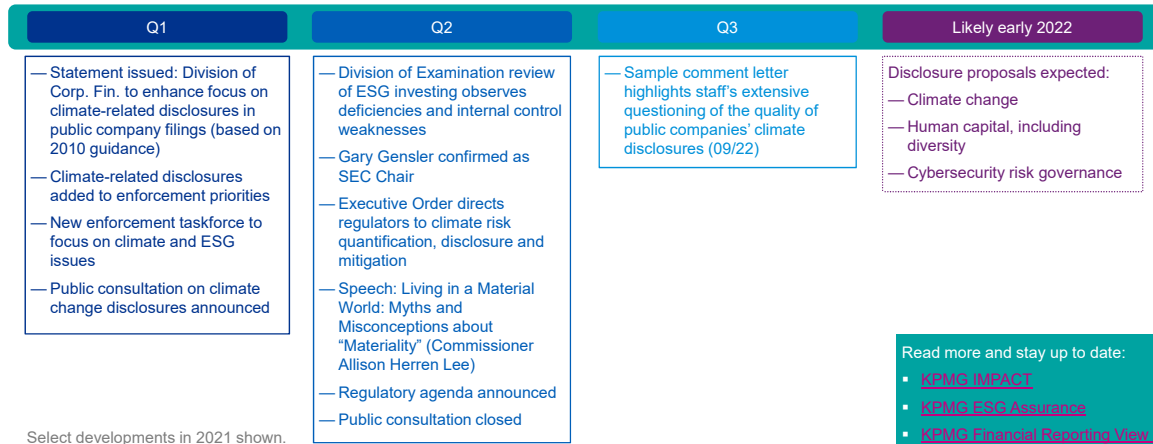 Q1
Q2
Q3
Likely early 2022
— Statement issued: Division of
Corp. Fin. to enhance focus on
climate-related disclosures in
public company filings (based on
2010 guidance)
— Climate-related disclosures
added to enforcement priorities
— New enforcement taskforce to
focus on climate and ESG
issues
— Public consultation on climate
change disclosures announced
— Division of Examination review
of ESG investing observes
deficiencies and internal control
weaknesses
— Gary Gensler confirmed as
SEC Chair
— Executive Order directs
regulators to climate risk
quantification, disclosure and
mitigation
— Speech: Living in a Material
World: Myths and
Misconceptions about
“Materiality” (Commissioner
Allison Herren Lee)
— Regulatory agenda announced
— Public consultation closed
— Sample comment letter
highlights staff’s extensive
questioning of the quality of
public companies’ climate
disclosures (09/22)
Disclosure proposals expected:
— Climate change
— Human capital, including
diversity
— Cybersecurity risk governance
Read more and stay up to date:
▪ KPMG IMPACT
▪ KPMG ESG Assurance
▪ KPMG Financial Reporting View
Select developments in 2021 shown.